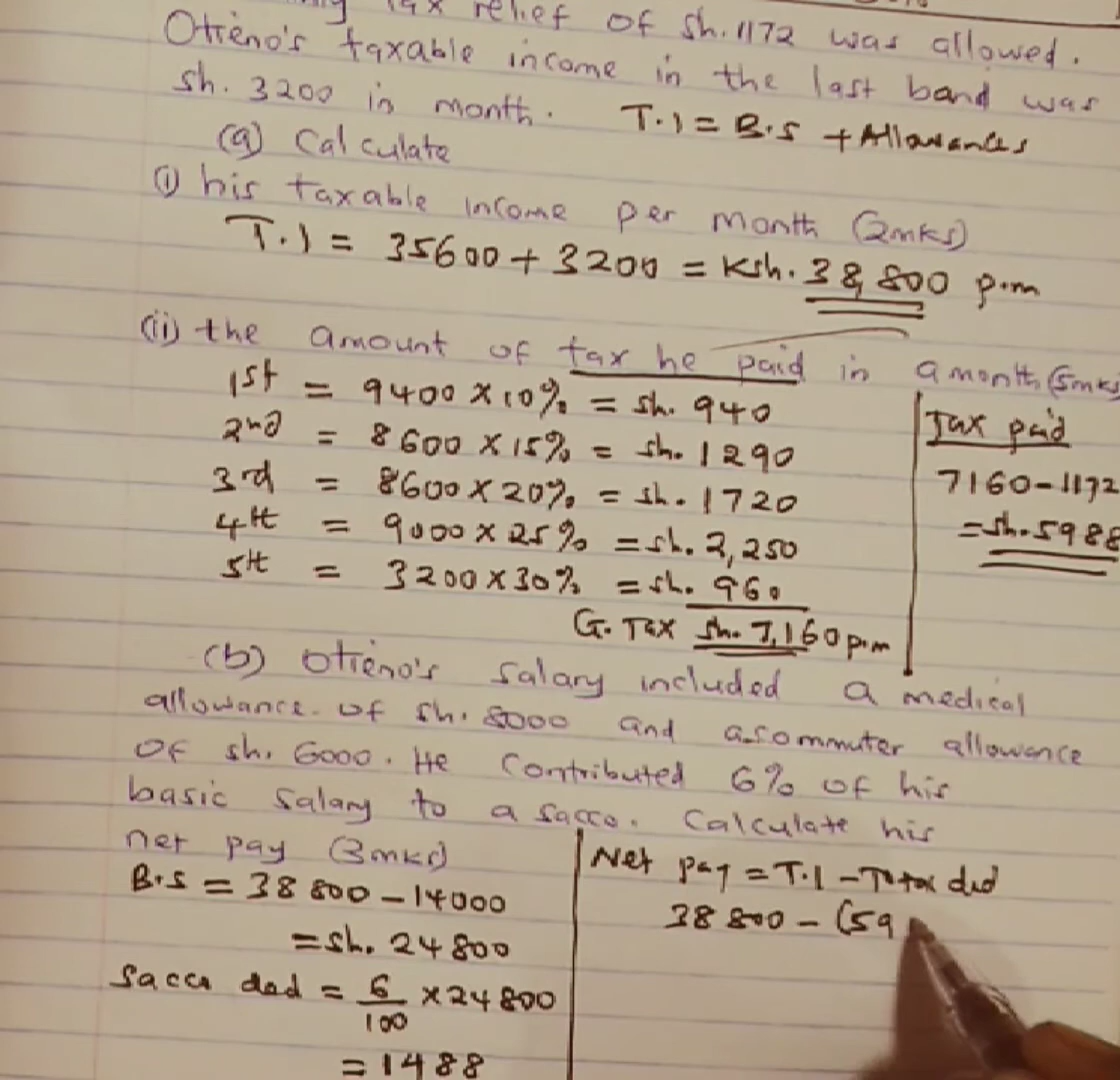 tax relief of sh.1172 was allowed.
Otieno's taxable income in the last band was
sh. 3200 in month. T.I = B.S + Allowances
(a) Calculate
(i) his taxable income per month (2mks)
T.I = 35600 + 3200 = Ksh. 38,800 p.m
(ii) the amount of tax he paid in a month (5mks)
1st = 9400 x 10% = sh. 940
2nd = 8600 x 15% = sh. 1290
3rd = 8600 x 20% = sh. 1720
4th = 9000 x 25% = sh. 2,250
5th = 3200 x 30% = sh. 960
G. Tax sh. 7,160 p.m
Tax paid
7160 - 1172
= sh. 5988
(b) Otieno's salary included a medical
allowance of sh. 8000 and a commuter allowance
of sh. 6000. He contributed 6% of his
basic salary to a sacco. Calculate his
net pay (3mks)
B.S = 38 800 - 14000
= sh. 24 800
Sacco ded = 6/100 x 24 800
= 1488
Net pay = T.I - Total ded
38 800 - (59